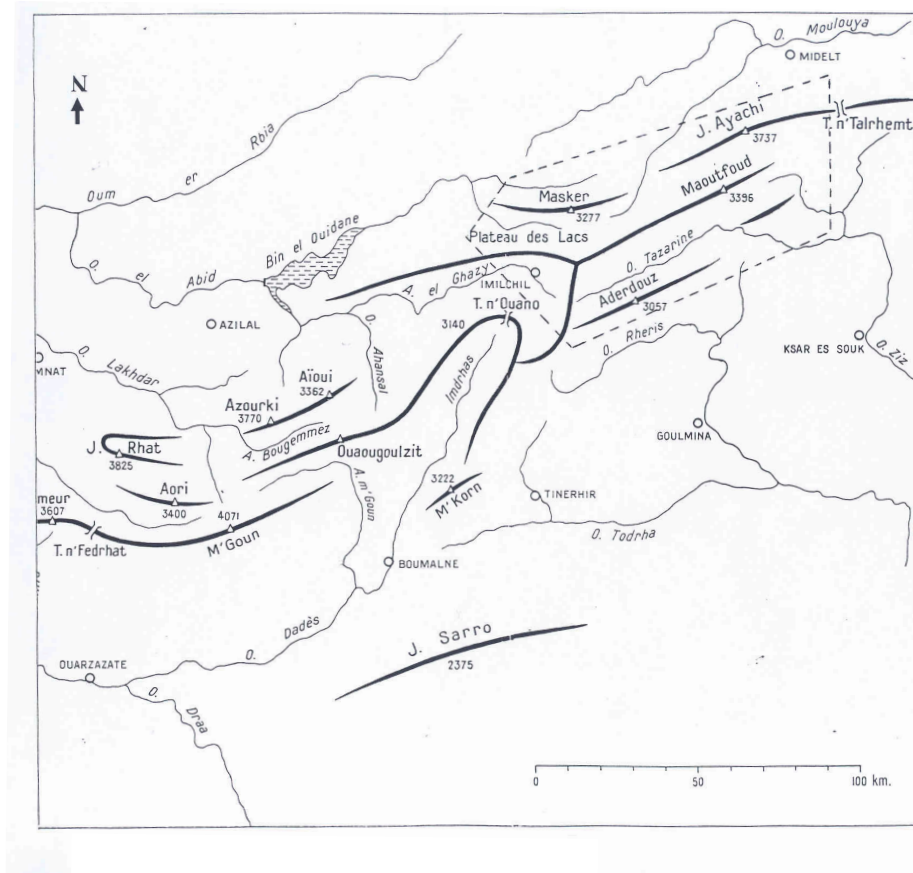 O. Moulouya
MIDELT
N
J. Ayachi
3737
T. n'Talrhemt
Oum er Rbia
Masker
3277
Maoutfoud
3396
Bin el Ouidane
Plateau des Lacs
O. el Abid
A. el Ghazy
IMILCHIL
O. Tazarine
T. n'Ouano
Aderdouz
3057
AZILAL
3140
O. Ahansal
O. Rheris
KSAR ES SOUK
O. Ziz
MNAT
O. Lakhdar
Aïoui
3362
Imdrhas
Azourki
3770
GOULMINA
J. Rhat
3825
A. Bougemmez
Ouaougoulzit
Aori
3400
A. m'Goun
3222
M'Korn
TINERHIR
meur
3607
4071
M'Goun
T. n'Fedrhat
O. Todrha
BOUMALNE
O. Dadès
J. Sarro
2375
OUARZAZATE
O. Draa
0 50 100 km.